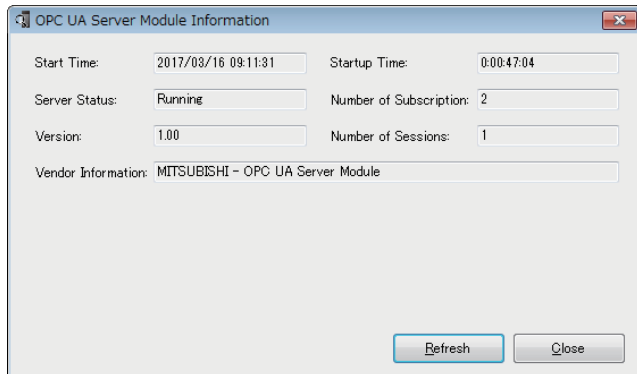 OPC UA Server Module Information
Start Time: 2017/03/16 09:11:31 Startup Time: 0:00:47:04
Server Status: Running Number of Subscription: 2
Version: 1.00 Number of Sessions: 1
Vendor Information: MITSUBISHI - OPC UA Server Module
Refresh Close